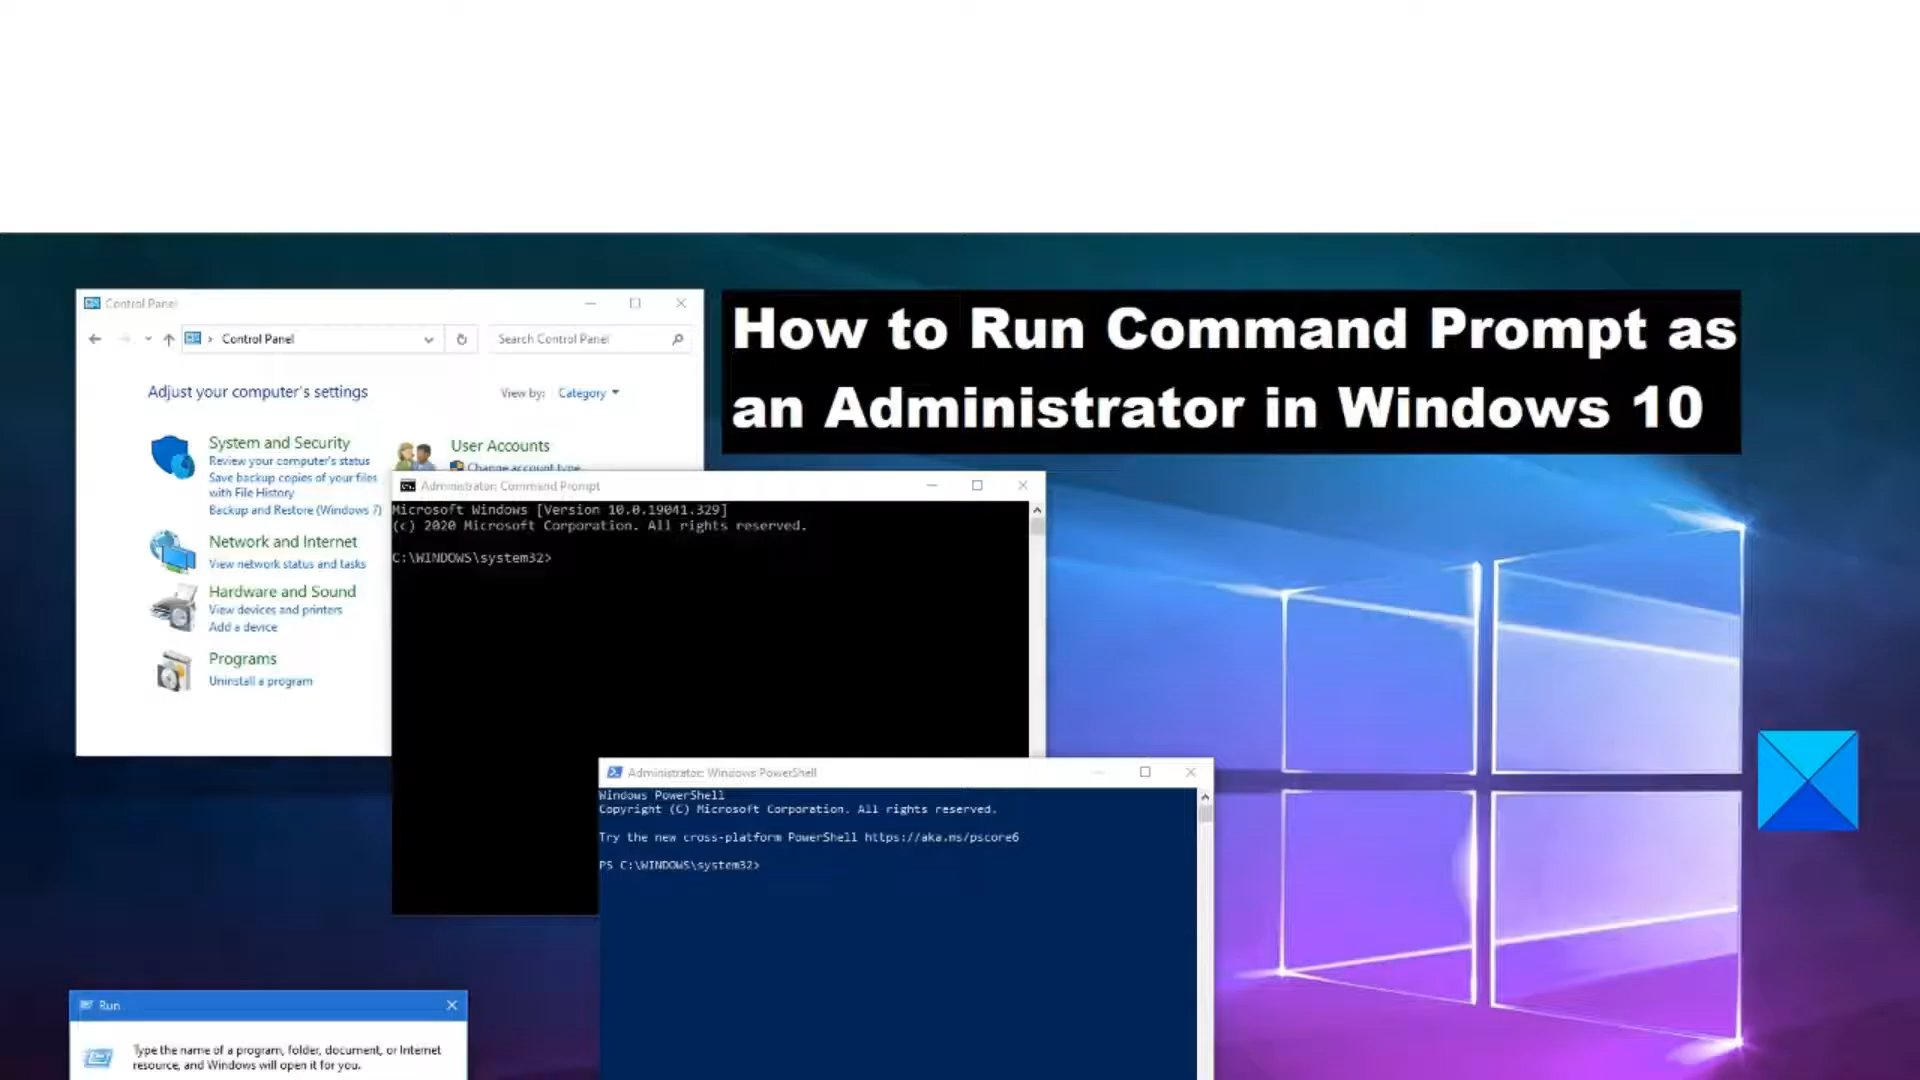 Control Panel
Control Panel
Search Control Panel
Adjust your computer's settings
View by: Category
System and Security
Review your computer's status
Save backup copies of your files
with File History
Backup and Restore (Windows 7)
User Accounts
Change account type
Network and Internet
View network status and tasks
Hardware and Sound
View devices and printers
Add a device
Programs
Uninstall a program
How to Run Command Prompt as
an Administrator in Windows 10
Administrator: Command Prompt
Microsoft Windows [Version 10.0.19041.329]
(c) 2020 Microsoft Corporation. All rights reserved.
C:\WINDOWS\system32>
Administrator: Windows PowerShell
Windows PowerShell
Copyright (C) Microsoft Corporation. All rights reserved.
Try the new cross-platform PowerShell https://aka.ms/pscore6
PS C:\WINDOWS\system32>
Run
Type the name of a program, folder, document, or Internet
resource, and Windows will open it for you.